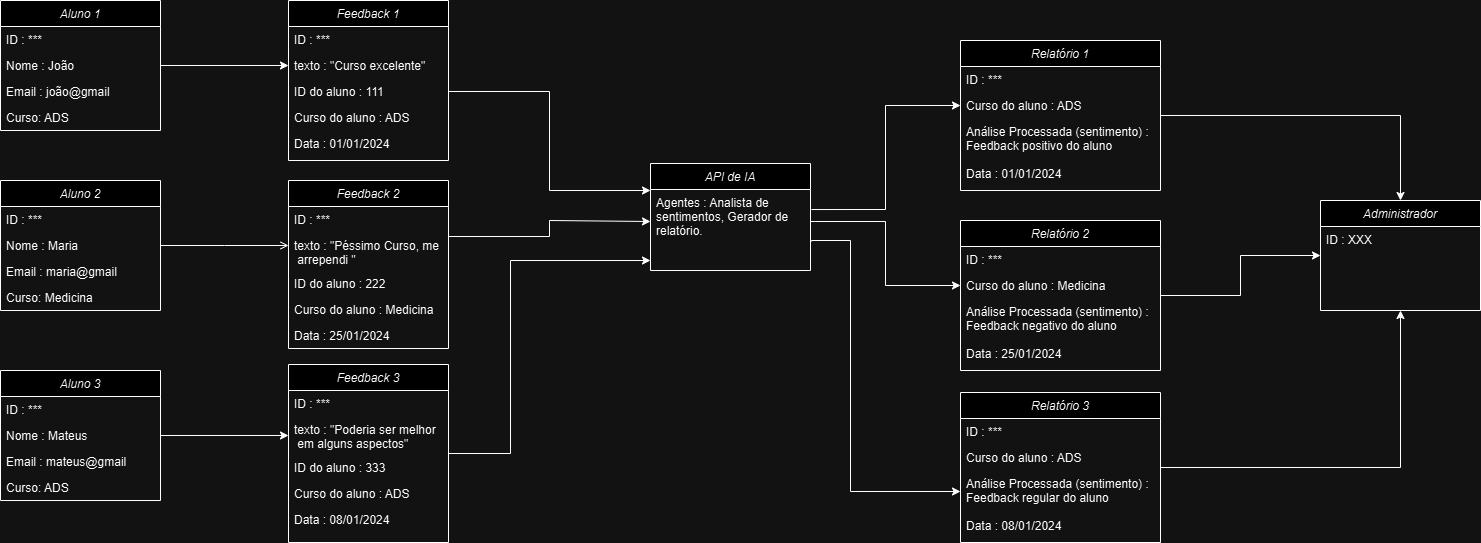 Aluno 1
ID : ***
Nome : João
Email : joão@gmail
Curso: ADS
Feedback 1
ID : ***
texto : "Curso excelente"
ID do aluno : 111
Curso do aluno : ADS
Data : 01/01/2024
Aluno 2
ID : ***
Nome : Maria
Email : maria@gmail
Curso: Medicina
Feedback 2
ID : ***
texto : "Péssimo Curso, me
arrependi "
ID do aluno : 222
Curso do aluno : Medicina
Data : 25/01/2024
Aluno 3
ID : ***
Nome : Mateus
Email : mateus@gmail
Curso: ADS
Feedback 3
ID : ***
texto : "Poderia ser melhor
em alguns aspectos"
ID do aluno : 333
Curso do aluno : ADS
Data : 08/01/2024
API de IA
Agentes : Analista de
sentimentos, Gerador de
relatório.
Relatório 1
ID : ***
Curso do aluno : ADS
Análise Processada (sentimento) :
Feedback positivo do aluno
Data : 01/01/2024
Relatório 2
ID : ***
Curso do aluno : Medicina
Análise Processada (sentimento) :
Feedback negativo do aluno
Data : 25/01/2024
Relatório 3
ID : ***
Curso do aluno : ADS
Análise Processada (sentimento) :
Feedback regular do aluno
Data : 08/01/2024
Administrador
ID : XXX